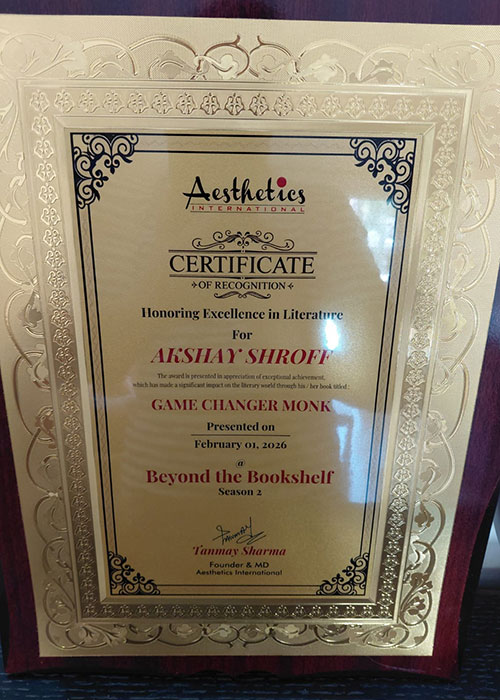 Aesthetics
INTERNATIONAL
CERTIFICATE
OF RECOGNITION
Honoring Excellence in Literature
For
AKSHAY SHROFF
The award is presented in appreciation of exceptional achievement,
which has made a significant impact on the literary world through his / her book titled :
GAME CHANGER MONK
Presented on
February 01, 2026
@
Beyond the Bookshelf
Season 2
Tanmay Sharma
Founder & MD
Aesthetics International